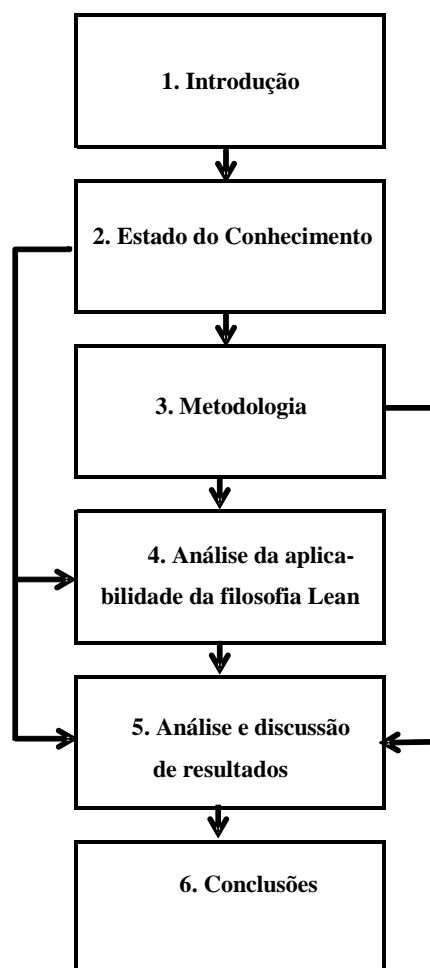 1. Introdução
2. Estado do Conhecimento
3. Metodologia
4. Análise da aplica-
bilidade da filosofia Lean
5. Análise e discussão
de resultados
6. Conclusões